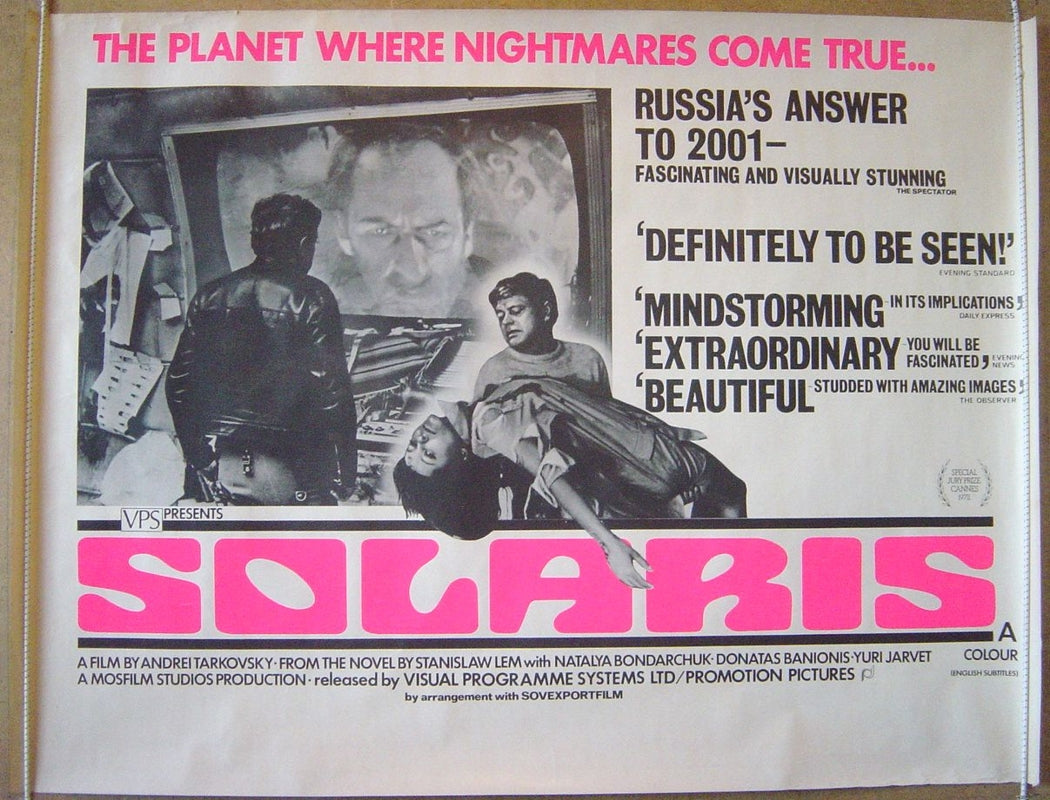 THE PLANET WHERE NIGHTMARES COME TRUE...
RUSSIA'S ANSWER
TO 2001–
FASCINATING AND VISUALLY STUNNING
THE SPECTATOR
'DEFINITELY TO BE SEEN!'
EVENING STANDARD
'MINDSTORMING-IN ITS IMPLICATIONS'
DAILY EXPRESS
'EXTRAORDINARY-YOU WILL BE
FASCINATED' EVENING
NEWS
'BEAUTIFUL-STUDDED WITH AMAZING IMAGES'
THE OBSERVER
SPECIAL
JURY PRIZE
CANNES
VPS PRESENTS
SOLARIS
A
A FILM BY ANDREI TARKOVSKY· FROM THE NOVEL BY STANISLAW LEM with NATALYA BONDARCHUK· DONATAS BANIONIS·YURI JARVET
COLOUR
A MOSFILM STUDIOS PRODUCTION· released by VISUAL PROGRAMME SYSTEMS LTD/PROMOTION PICTURES
(ENGLISH SUBTITLES)
by arrangement with SOVEXPORTFILM